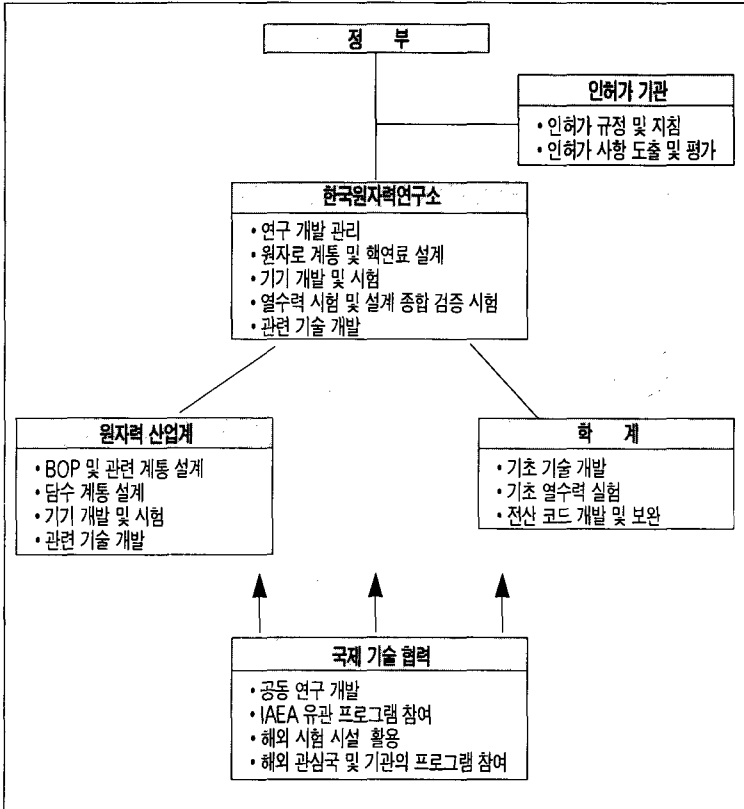 정 부
인허가 기관
• 인허가 규정 및 지침
• 인허가 사항 도출 및 평가
한국원자력연구소
• 연구 개발 관리
• 원자로 계통 및 핵연료 설계
• 기기 개발 및 시험
• 열수력 시험 및 설계 종합 검증 시험
• 관련 기술 개발
원자력 산업계
• BOP 및 관련 계통 설계
• 담수 계통 설계
• 기기 개발 및 시험
• 관련 기술 개발
학 계
• 기초 기술 개발
• 기초 열수력 실험
• 전산 코드 개발 및 보완
국제 기술 협력
• 공동 연구 개발
• IAEA 유관 프로그램 참여
• 해외 시험 시설 활용
• 해외 관심국 및 기관의 프로그램 참여